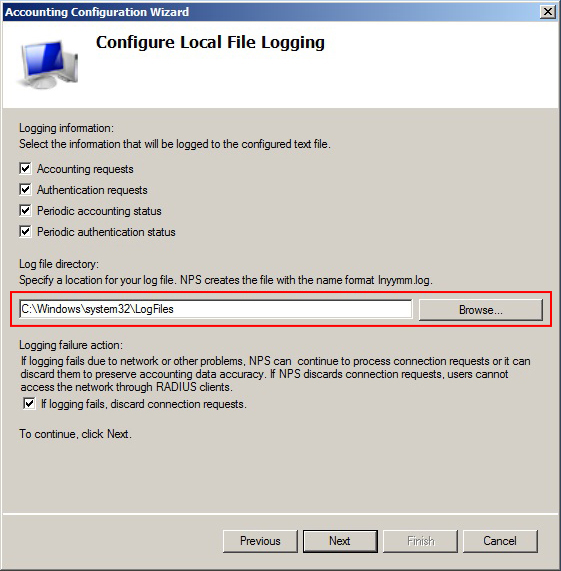 Accounting Configuration Wizard
Configure Local File Logging
Logging information:
Select the information that will be logged to the configured text file.
Accounting requests
Authentication requests
Periodic accounting status
Periodic authentication status
Log file directory:
Specify a location for your log file. NPS creates the file with the name format Inyymm.log.
C:\Windows\system32\LogFiles
Browse...
Logging failure action:
If logging fails due to network or other problems, NPS can  continue to process connection requests or it can
discard them to preserve accounting data accuracy. If NPS discards connection requests, users cannot
access the network through RADIUS clients.
If logging fails, discard connection requests.
To continue, click Next.
Previous
Next
Finish
Cancel